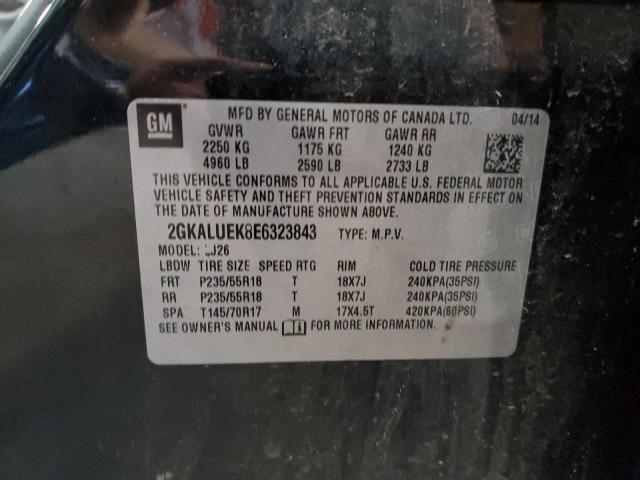 GM
MFD BY GENERAL MOTORS OF CANADA LTD. 04/14
GVWR GAWR FRT GAWR RR
2250 KG 1175 KG 1240 KG
4960 LB 2590 LB 2733 LB
THIS VEHICLE CONFORMS TO ALL APPLICABLE U.S. FEDERAL MOTOR
VEHICLE SAFETY AND THEFT PREVENTION STANDARDS IN EFFECT ON
THE DATE OF MANUFACTURE SHOWN ABOVE.
2GKALUEK8E6323843 TYPE: M.P.V.
MODEL: LJ26
LBDW TIRE SIZE SPEED RTG RIM COLD TIRE PRESSURE
FRT P235/55R18 T 18X7J 240KPA(35PSI)
RR P235/55R18 T 18X7J 240KPA(35PSI)
SPA T145/70R17 M 17X4.5T 420KPA(60PSI)
SEE OWNER'S MANUAL FOR MORE INFORMATION.